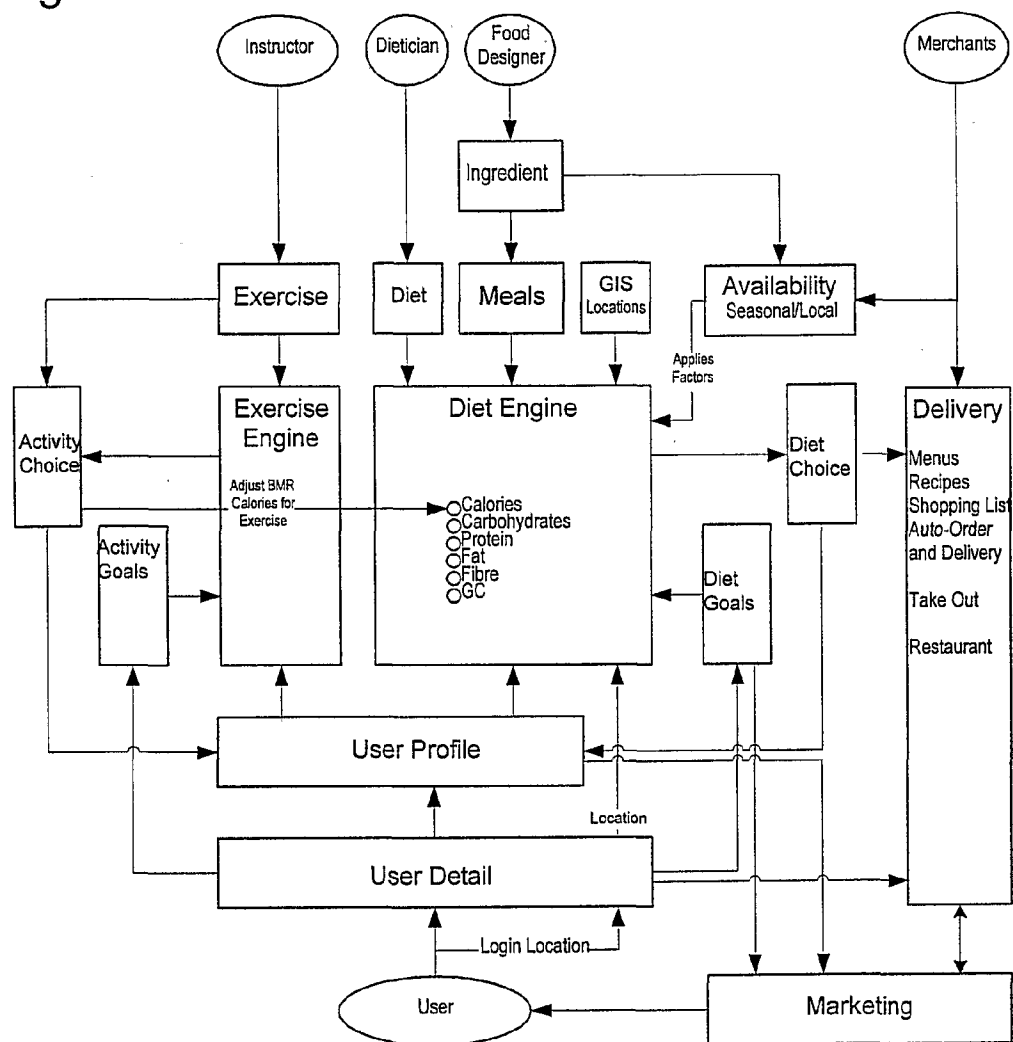 g
Instructor
Dietician
Food
Designer
Merchants
Ingredient
Exercise
Diet
Meals
GIS
Locations
Availability
Seasonal/Local
Applies
Factors
Activity
Choice
Exercise
Engine
Diet Engine
Diet
Choice
Delivery
Menus
Recipes
Shopping List
Auto-Order
and Delivery
Take Out
Restaurant
Adjust BMR
Calories for
Exercise
Calories
Carbohydrates
Protein
Fat
Fibre
GC
Activity
Goals
Diet
Goals
User Profile
Location
User Detail
Login Location
User
Marketing